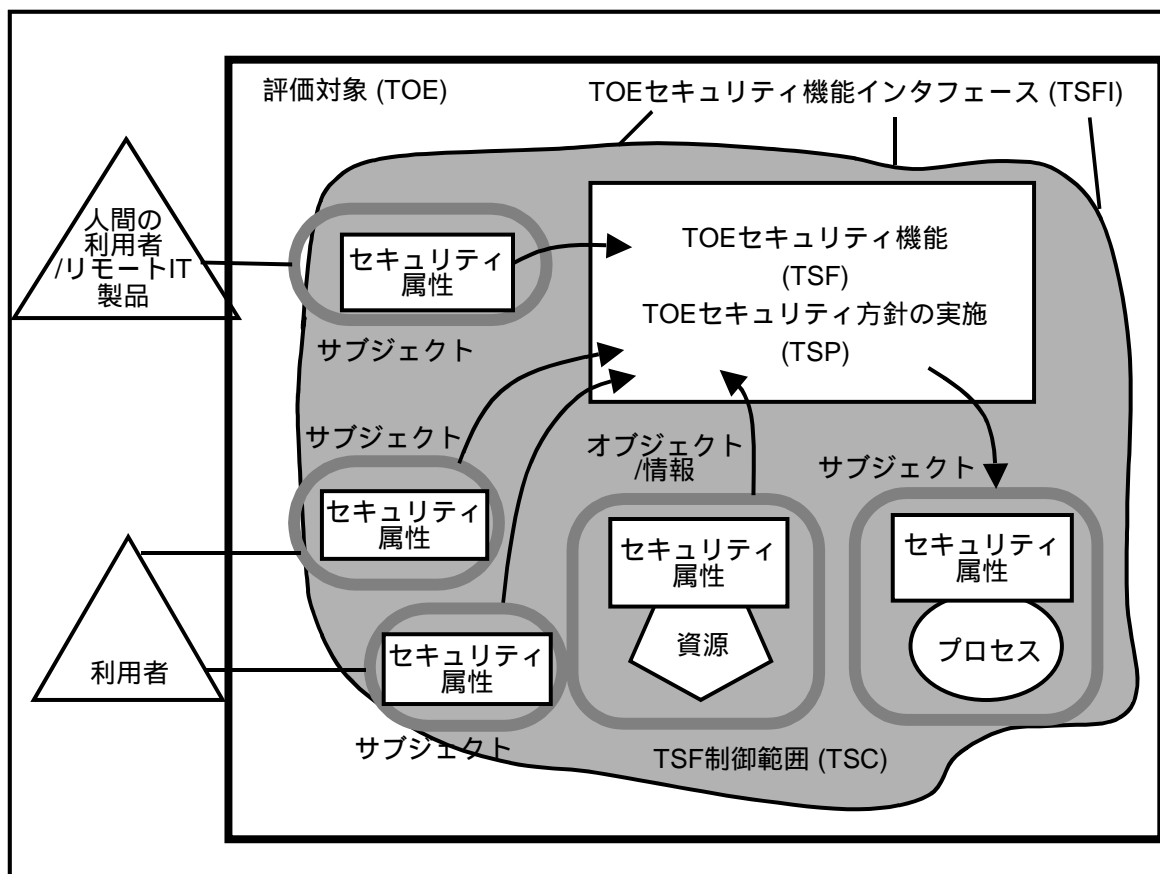 評価対象 (TOE)
TOEセキュリティ機能インタフェース (TSFI)
人間の
利用者
/リモートIT
製品
セキュリティ
属性
サブジェクト
TOEセキュリティ機能
(TSF)
TOEセキュリティ方針の実施
(TSP)
サブジェクト
セキュリティ
属性
オブジェクト
/情報
セキュリティ
属性
資源
サブジェクト
セキュリティ
属性
プロセス
利用者
セキュリティ
属性
サブジェクト
TSF制御範囲 (TSC)